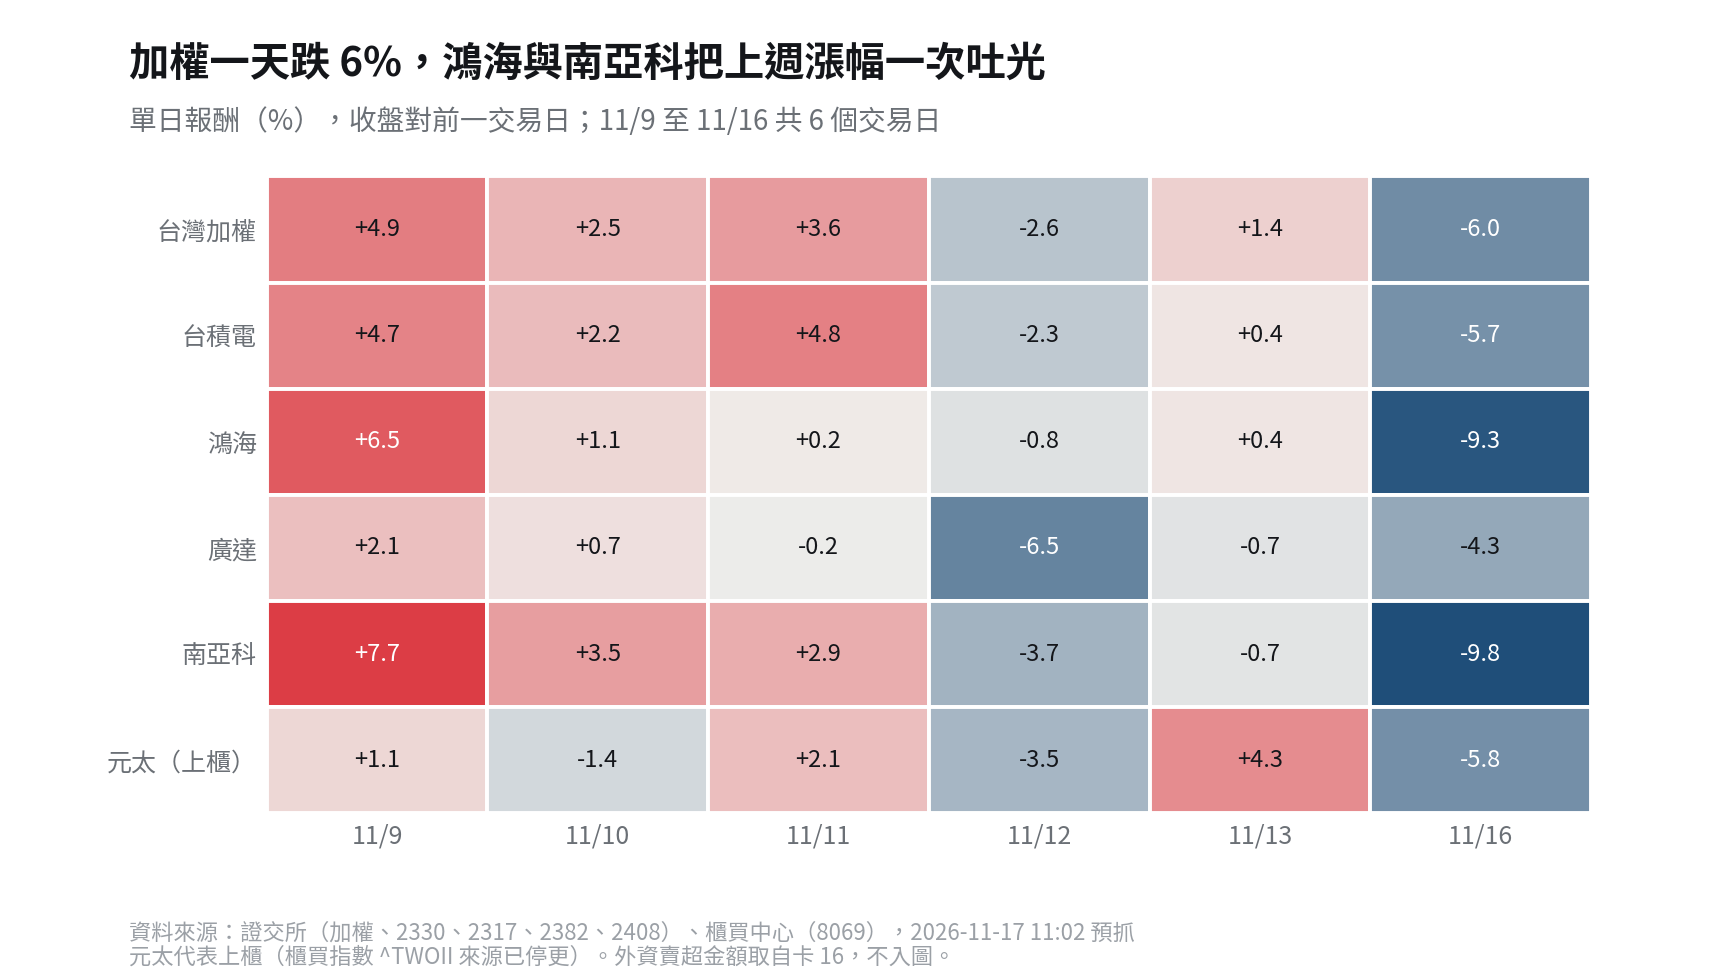 加權一天跌 6%，鴻海與南亞科把上週漲幅一次吐光
單日報酬（%），收盤對前一交易日；11/9 至 11/16 共 6 個交易日
台灣加權 +4.9 +2.5 +3.6 -2.6 +1.4 -6.0
台積電 +4.7 +2.2 +4.8 -2.3 +0.4 -5.7
鴻海 +6.5 +1.1 +0.2 -0.8 +0.4 -9.3
廣達 +2.1 +0.7 -0.2 -6.5 -0.7 -4.3
南亞科 +7.7 +3.5 +2.9 -3.7 -0.7 -9.8
元太（上櫃） +1.1 -1.4 +2.1 -3.5 +4.3 -5.8
11/9 11/10 11/11 11/12 11/13 11/16
資料來源：證交所（加權、2330、2317、2382、2408）、櫃買中心（8069），2026-11-17 11:02 預抓
元太代表上櫃（櫃買指數 ^TWOII 來源已停更）。外資賣超金額取自卡 16，不入圖。